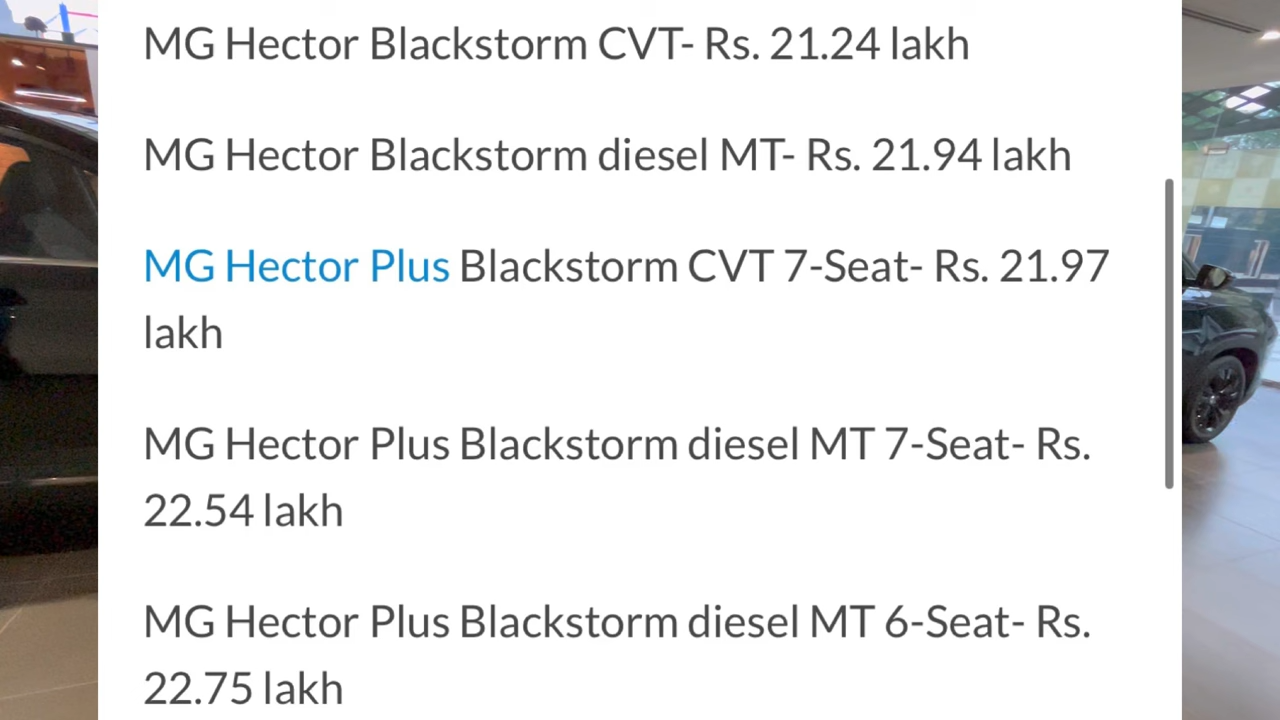 MG Hector Blackstorm CVT- Rs. 21.24 lakh
MG Hector Blackstorm diesel MT- Rs. 21.94 lakh
MG Hector Plus Blackstorm CVT 7-Seat- Rs. 21.97
lakh
MG Hector Plus Blackstorm diesel MT 7-Seat- Rs.
22.54 lakh
MG Hector Plus Blackstorm diesel MT 6-Seat- Rs.
22.75 lakh